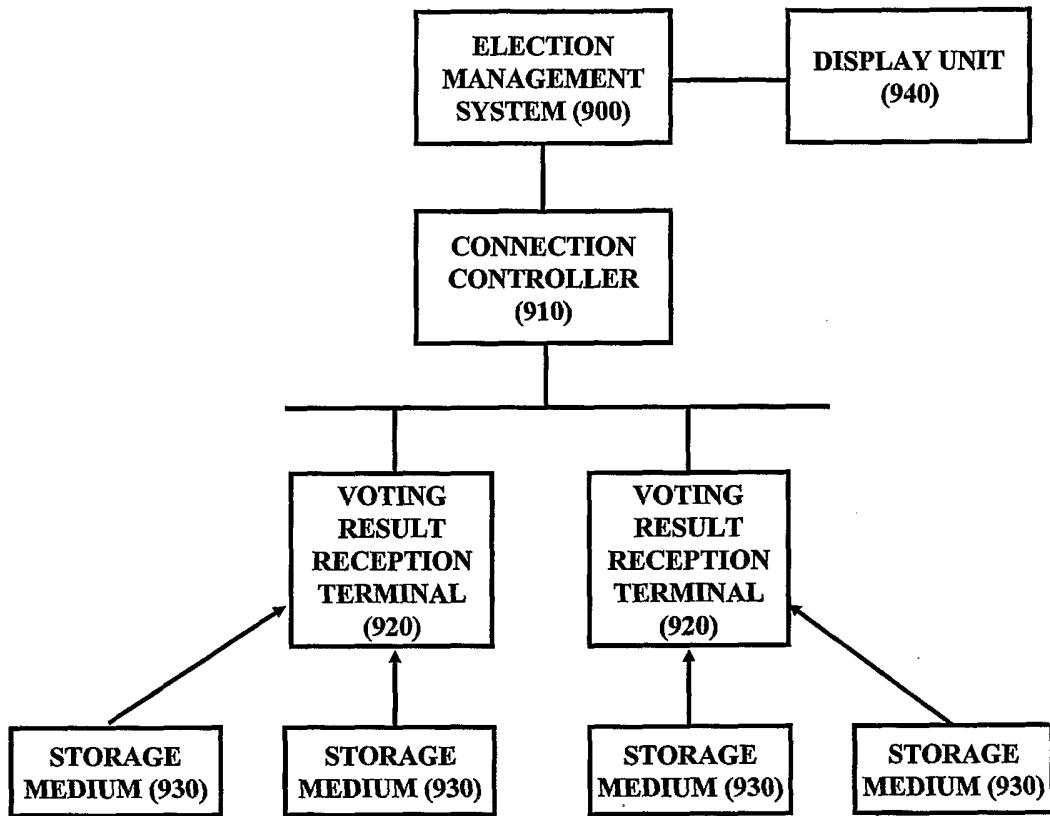 ELECTION
MANAGEMENT
SYSTEM (900)
DISPLAY UNIT
(940)
CONNECTION
CONTROLLER
(910)
VOTING
RESULT
RECEPTION
TERMINAL
(920)
VOTING
RESULT
RECEPTION
TERMINAL
(920)
STORAGE
MEDIUM (930)
STORAGE
MEDIUM (930)
STORAGE
MEDIUM (930)
STORAGE
MEDIUM (930)